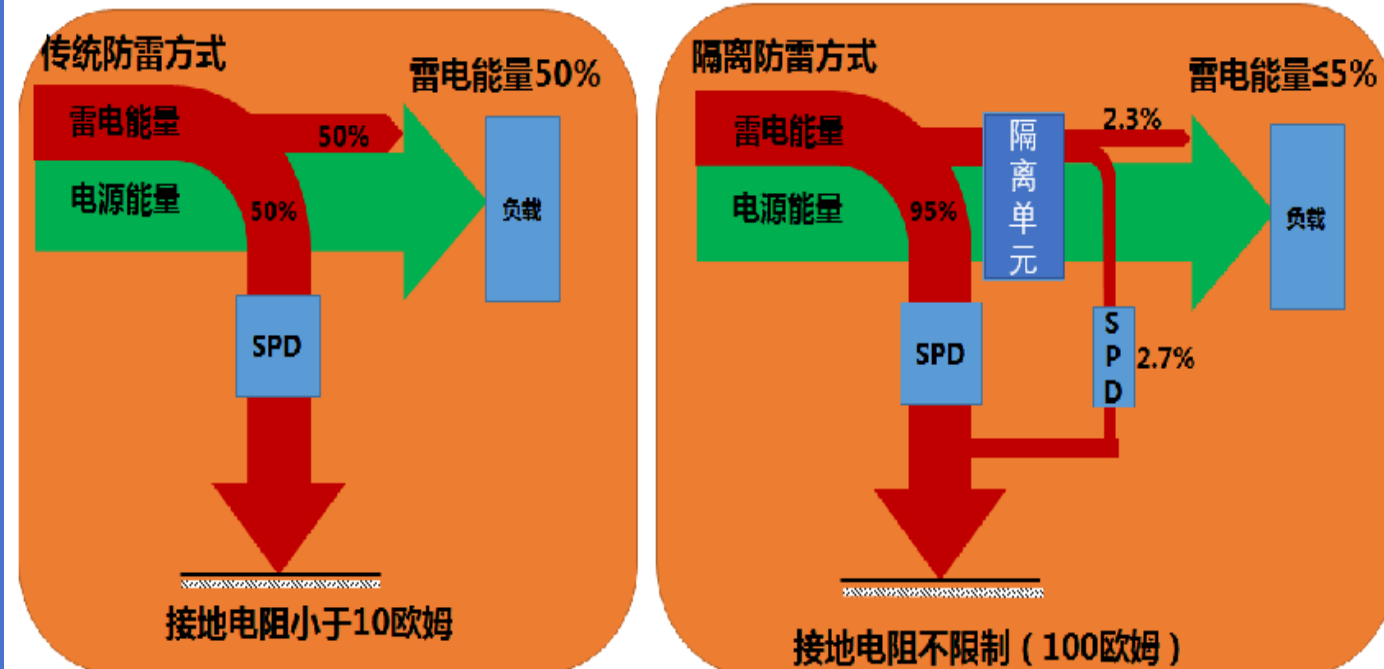 传统防雷方式
雷电能量50%
雷电能量
50%
电源能量
50%
负载
SPD
接地电阻小于10欧姆
隔离防雷方式
雷电能量≤5%
雷电能量
隔离单元
2.3%
电源能量
95%
负载
SPD
SPD
2.7%
接地电阻不限制（100欧姆）